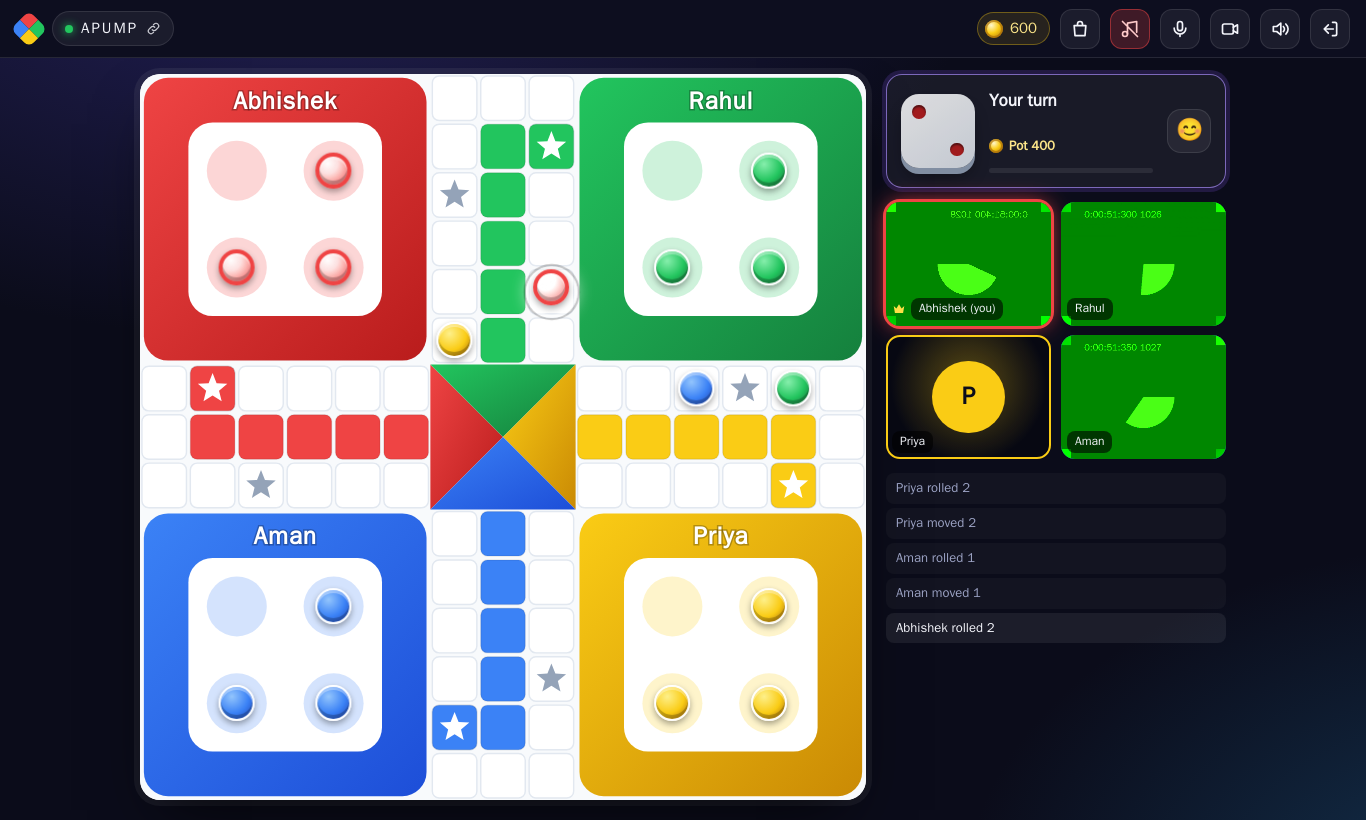 APUMP
600
Abhishek
Rahul
Your turn
Pot 400
0:00:51:300 1026
Abhishek (you)
Rahul
0:00:51:350 1027
P
Priya
Aman
Aman
Priya
Priya rolled 2
Priya moved 2
Aman rolled 1
Aman moved 1
Abhishek rolled 2